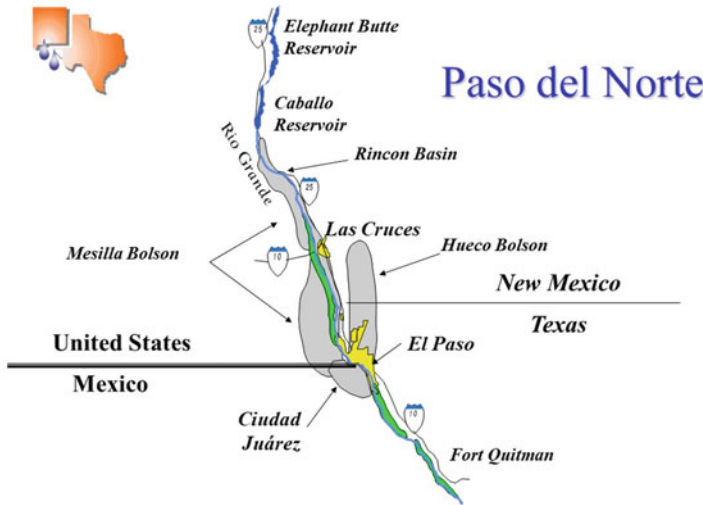 25
Elephant Butte
Reservoir
Paso del Norte
Caballo
Reservoir
Rio Grande
Rincon Basin
25
Las Cruces
Mesilla Bolson
10
Hueco Bolson
New Mexico
Texas
United States
El Paso
Mexico
Ciudad
Juárez
10
Fort Quitman